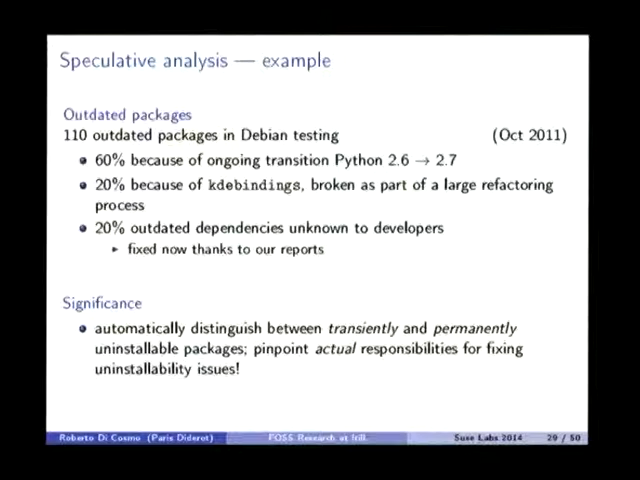 Speculative analysis — example
Outdated packages
110 outdated packages in Debian testing (Oct 2011)
60% because of ongoing transition Python 2.6 → 2.7
20% because of kdebindings, broken as part of a large refactoring
process
20% outdated dependencies unknown to developers
fixed now thanks to our reports
Significance
automatically distinguish between transiently and permanently
uninstallable packages; pinpoint actual responsibilities for fixing
uninstallability issues!
Roberto Di Cosmo (Paris Diderot) FOSS Research at Irill Suse Labs 2014 29 / 50